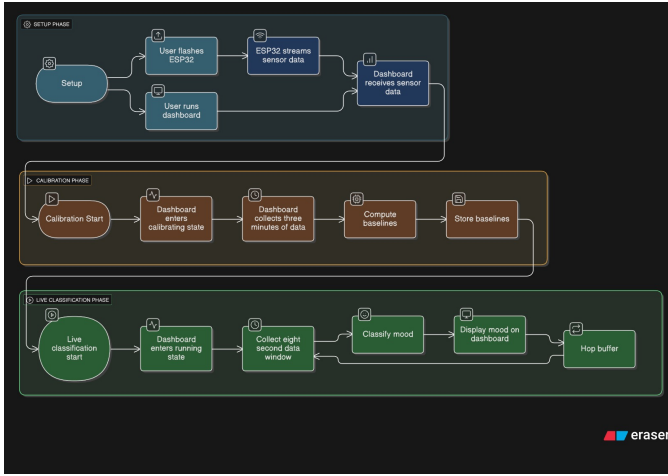 SETUP PHASE
Setup
User flashes
ESP32
ESP32 streams
sensor data
User runs
dashboard
Dashboard
receives sensor
data
CALIBRATION PHASE
Calibration Start
Dashboard
enters
calibrating state
Dashboard
collects three
minutes of data
Compute
baselines
Store baselines
LIVE CLASSIFICATION PHASE
Live
classification
start
Dashboard
enters running
state
Collect eight
second data
window
Classify mood
Display mood on
dashboard
Hop buffer
eraser